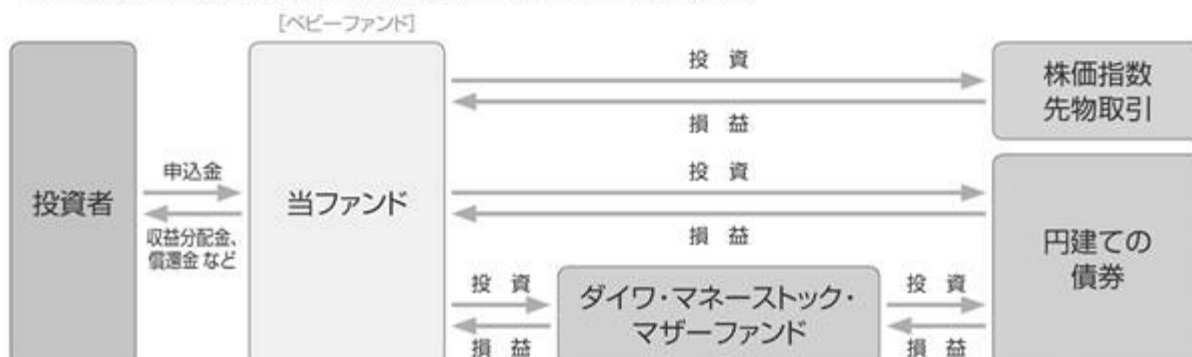 [ベビーファンド]
投 資
株価指数
先物取引
損 益
申込金
投 資
投資者
当ファンド
収益分配金、
償還金 など
損 益
円建ての
債券
投 資
ダイワ・マネーストック・
マザーファンド
投 資
損 益
損 益